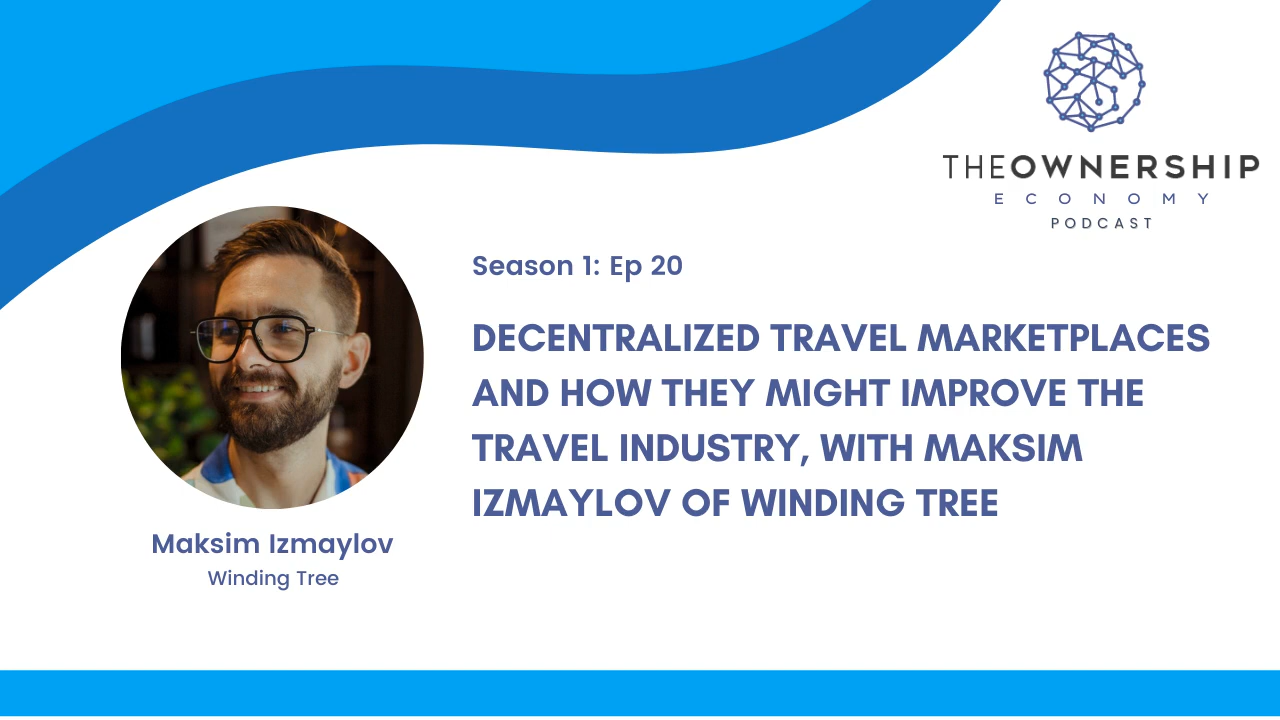 THEOWNERSHIP
ECONOMY
PODCAST
Season 1: Ep 20
DECENTRALIZED TRAVEL MARKETPLACES
AND HOW THEY MIGHT IMPROVE THE
TRAVEL INDUSTRY, WITH MAKSIM
IZMAYLOV OF WINDING TREE
Maksim Izmaylov
Winding Tree